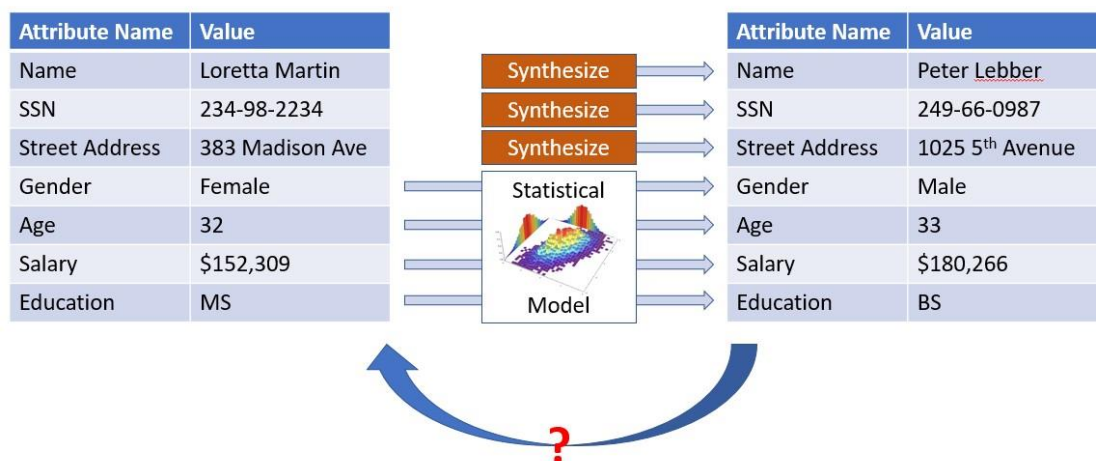 Attribute Name Value
Name Loretta Martin
SSN 234-98-2234
Street Address 383 Madison Ave
Gender Female
Age 32
Salary $152,309
Education MS
Synthesize
Synthesize
Synthesize
Statistical
Model
Attribute Name Value
Name Peter Lebber
SSN 249-66-0987
Street Address 1025 5th Avenue
Gender Male
Age 33
Salary $180,266
Education BS
?